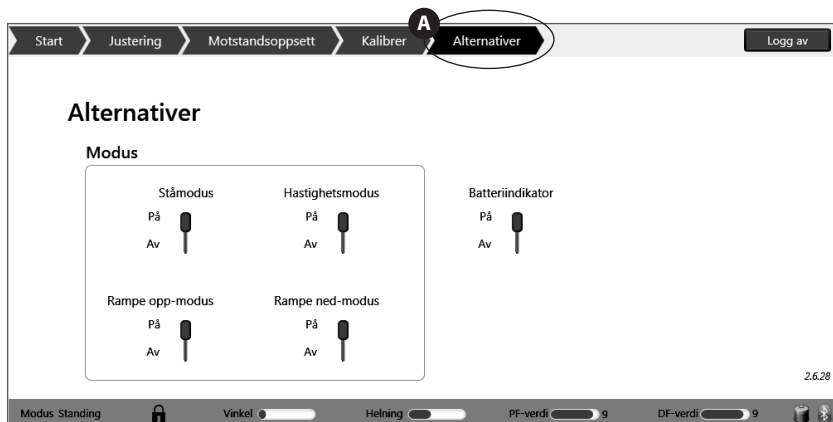 A
Start Justering Motstandsoppsett Kalibrer Alternativer Logg av
Alternativer
Modus
Ståmodus Hastighetsmodus Batteriindikator
På På På
Av Av Av
Rampe opp-modus Rampe ned-modus
På På
Av Av
2.6.28
Modus Standing Vinkel Helning PF-verdi 9 DF-verdi 9